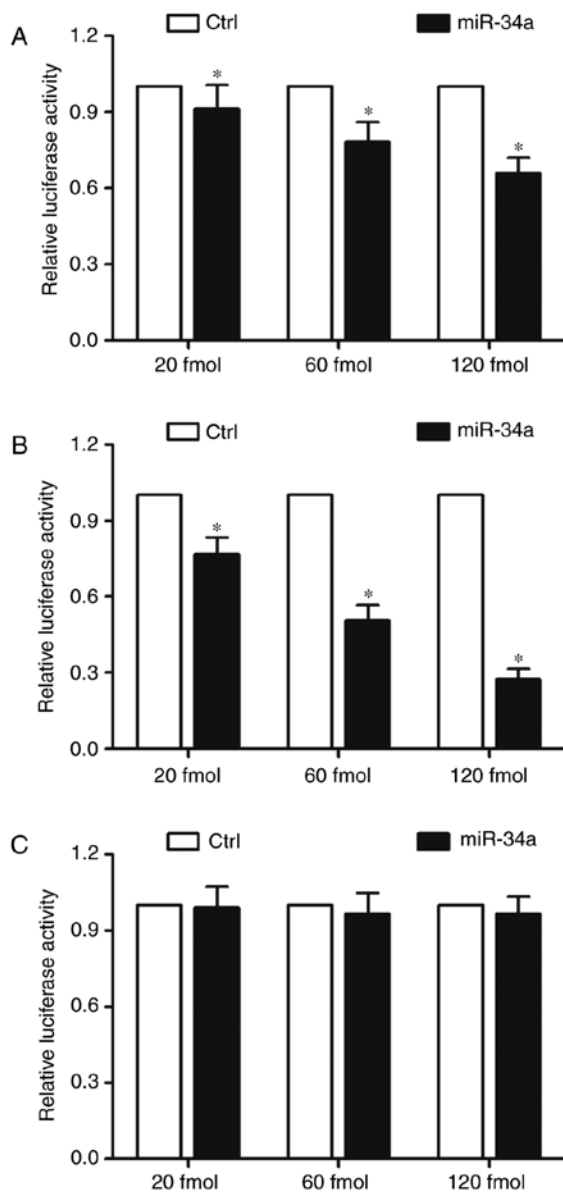 A
Ctrl miR-34a
Relative luciferase activity
1.2
0.9
0.6
0.3
0.0
* * *
20 fmol 60 fmol 120 fmol
B
Ctrl miR-34a
Relative luciferase activity
1.2
0.9
0.6
0.3
0.0
* * *
20 fmol 60 fmol 120 fmol
C
Ctrl miR-34a
Relative luciferase activity
1.2
0.9
0.6
0.3
0.0
20 fmol 60 fmol 120 fmol